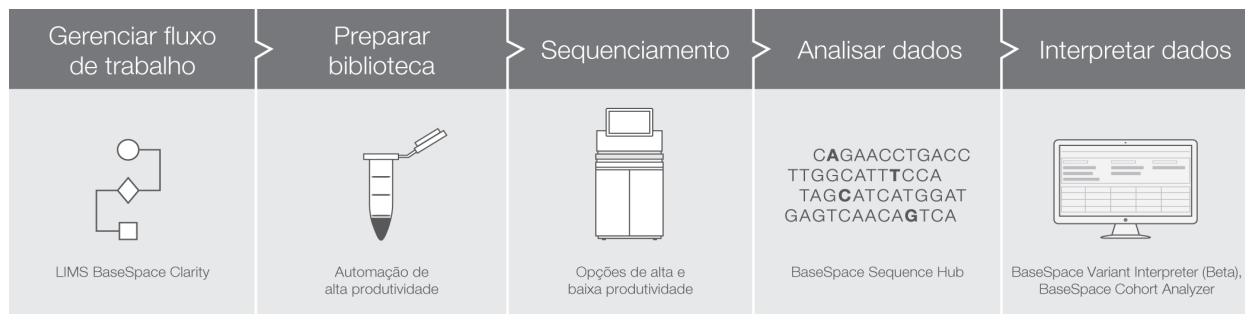 Gerenciar fluxo
de trabalho
Preparar
biblioteca
Sequenciamento
Analisar dados
Interpretar dados
CAGAACCTGACC
TTGGCATTTCCA
TAGCATCATGGAT
GAGTCAACAGTCA
LIMS BaseSpace Clarity
Automação de
alta produtividade
Opções de alta e
baixa produtividade
BaseSpace Sequence Hub
BaseSpace Variant Interpreter (Beta),
BaseSpace Cohort Analyzer